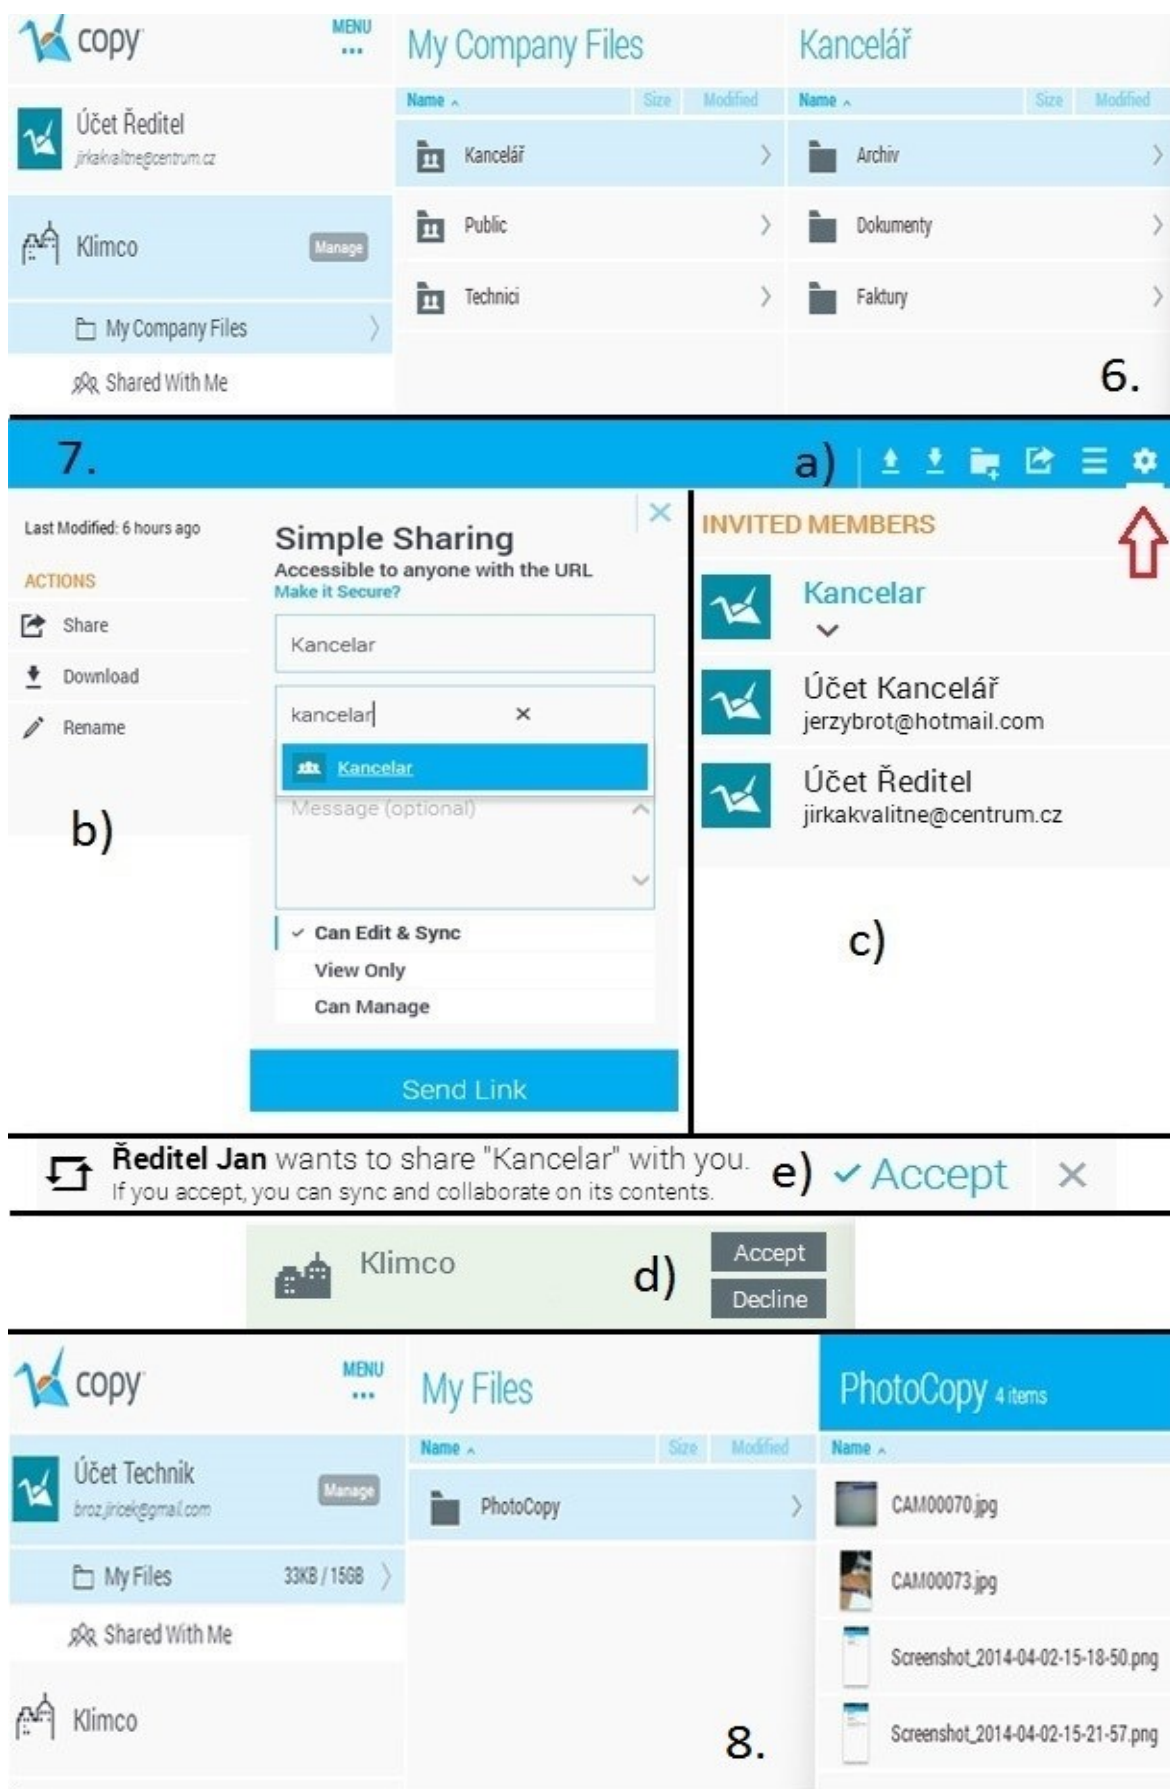 copy
MENU
My Company Files
Kancelář
Name
Size
Modified
Name
Size
Modified
Účet Ředitel
jirkakvalitne@centrum.cz
Kancelář
Archiv
Klimco
Manage
Public
Dokumenty
Technici
Faktury
My Company Files
Shared With Me
6.
7.
a)
Last Modified: 6 hours ago
ACTIONS
Share
Download
Rename
b)
Simple Sharing
Accessible to anyone with the URL
Make it Secure?
Kancelar
kancelar
Kancelar
Message (optional)
Can Edit & Sync
View Only
Can Manage
Send Link
INVITED MEMBERS
Kancelar
Účet Kancelář
jerzybrot@hotmail.com
Účet Ředitel
jirkakvalitne@centrum.cz
c)
Ředitel Jan wants to share "Kancelar" with you.
If you accept, you can sync and collaborate on its contents.
e)
Accept
Klimco
d)
Accept
Decline
copy
MENU
My Files
PhotoCopy 4 items
Name
Size
Modified
Name
Účet Technik
broz.jiricek@gmail.com
Manage
PhotoCopy
CAM00070.jpg
My Files
33KB / 15GB
CAM00073.jpg
Shared With Me
Screenshot_2014-04-02-15-18-50.png
Klimco
Screenshot_2014-04-02-15-21-57.png
8.